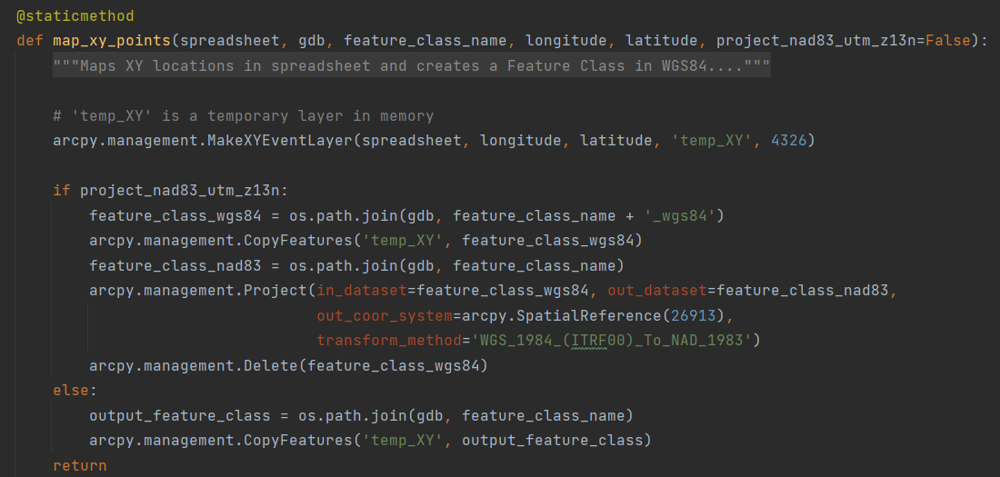 @staticmethod
def map_xy_points(spreadsheet, gdb, feature_class_name, longitude, latitude, project_nad83_utm_z13n=False):
    """Maps XY locations in spreadsheet and creates a Feature Class in WGS84...."""

    # 'temp_XY' is a temporary layer in memory
    arcpy.management.MakeXYEventLayer(spreadsheet, longitude, latitude, 'temp_XY', 4326)

    if project_nad83_utm_z13n:
        feature_class_wgs84 = os.path.join(gdb, feature_class_name + '_wgs84')
        arcpy.management.CopyFeatures('temp_XY', feature_class_wgs84)
        feature_class_nad83 = os.path.join(gdb, feature_class_name)
        arcpy.management.Project(in_dataset=feature_class_wgs84, out_dataset=feature_class_nad83,
                                 out_coor_system=arcpy.SpatialReference(26913),
                                 transform_method='WGS_1984_(ITRF00)_To_NAD_1983')
        arcpy.management.Delete(feature_class_wgs84)
    else:
        output_feature_class = os.path.join(gdb, feature_class_name)
        arcpy.management.CopyFeatures('temp_XY', output_feature_class)
    return